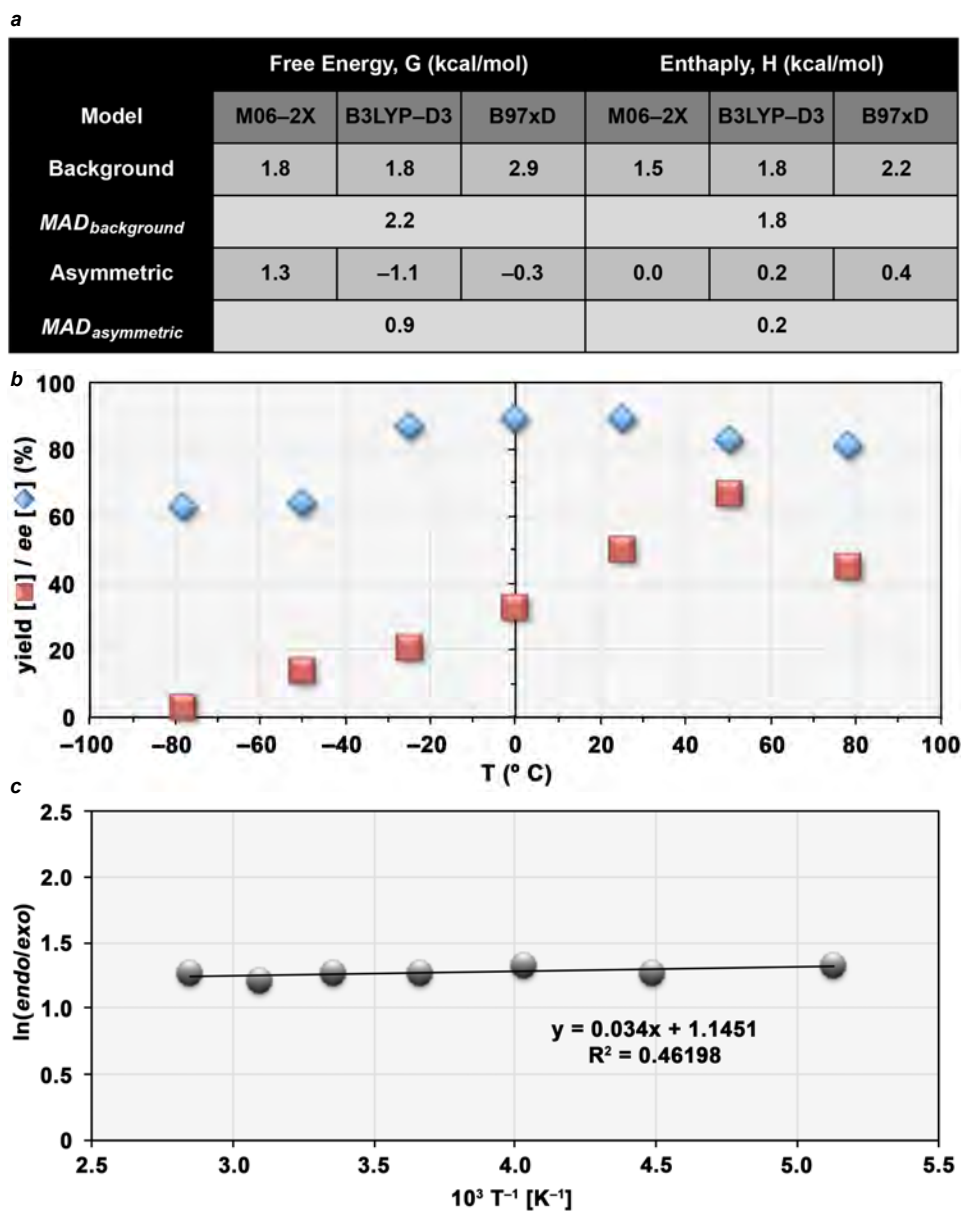 a
Free Energy, G (kcal/mol) Enthaply, H (kcal/mol)
Model M06–2X B3LYP–D3 B97xD M06–2X B3LYP–D3 B97xD
Background 1.8 1.8 2.9 1.5 1.8 2.2
MADbackground 2.2 1.8
Asymmetric 1.3 –1.1 –0.3 0.0 0.2 0.4
MADasymmetric 0.9 0.2
b
yield [ ] / ee [ ] (%)
100
80
60
40
20
0
–100 –80 –60 –40 –20 0 20 40 60 80 100
T (º C)
c
ln(endo/exo)
2.5
2.0
1.5
1.0
0.5
0
y = 0.034x + 1.1451
R² = 0.46198
2.5 3.0 3.5 4.0 4.5 5.0 5.5
10³ T⁻¹ [K⁻¹]